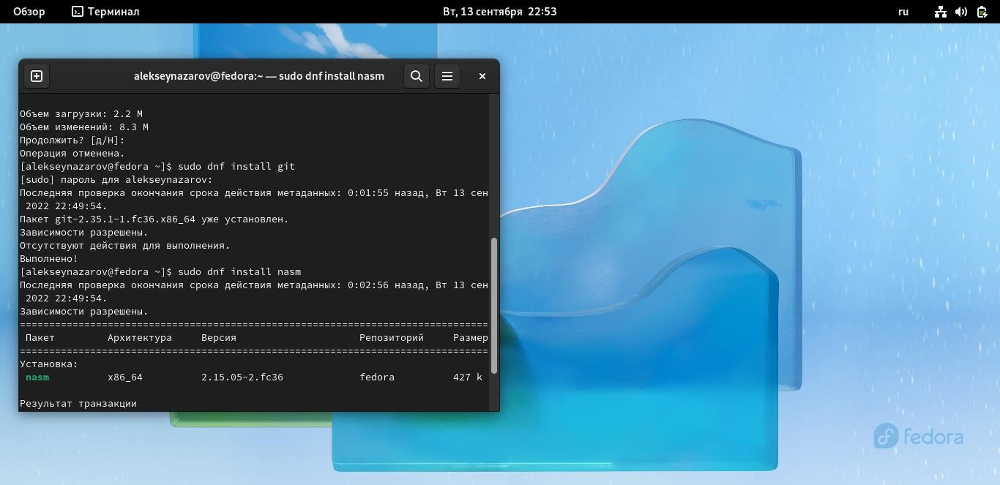 Обзор Терминал Вт, 13 сентября 22:53 ru
alekseynazarov@fedora:~ — sudo dnf install nasm
Объем загрузки: 2.2 M
Объем изменений: 8.3 M
Продолжить? [д/Н]:
Операция отменена.
[alekseynazarov@fedora ~]$ sudo dnf install git
[sudo] пароль для alekseynazarov:
Последняя проверка окончания срока действия метаданных: 0:01:55 назад, Вт 13 сен
2022 22:49:54.
Пакет git-2.35.1-1.fc36.x86_64 уже установлен.
Зависимости разрешены.
Отсутствуют действия для выполнения.
Выполнено!
[alekseynazarov@fedora ~]$ sudo dnf install nasm
Последняя проверка окончания срока действия метаданных: 0:02:56 назад, Вт 13 сен
2022 22:49:54.
Зависимости разрешены.
================================================================================
Пакет Архитектура Версия Репозиторий Размер
================================================================================
Установка:
nasm x86_64 2.15.05-2.fc36 fedora 427 k
Результат транзакции
fedora